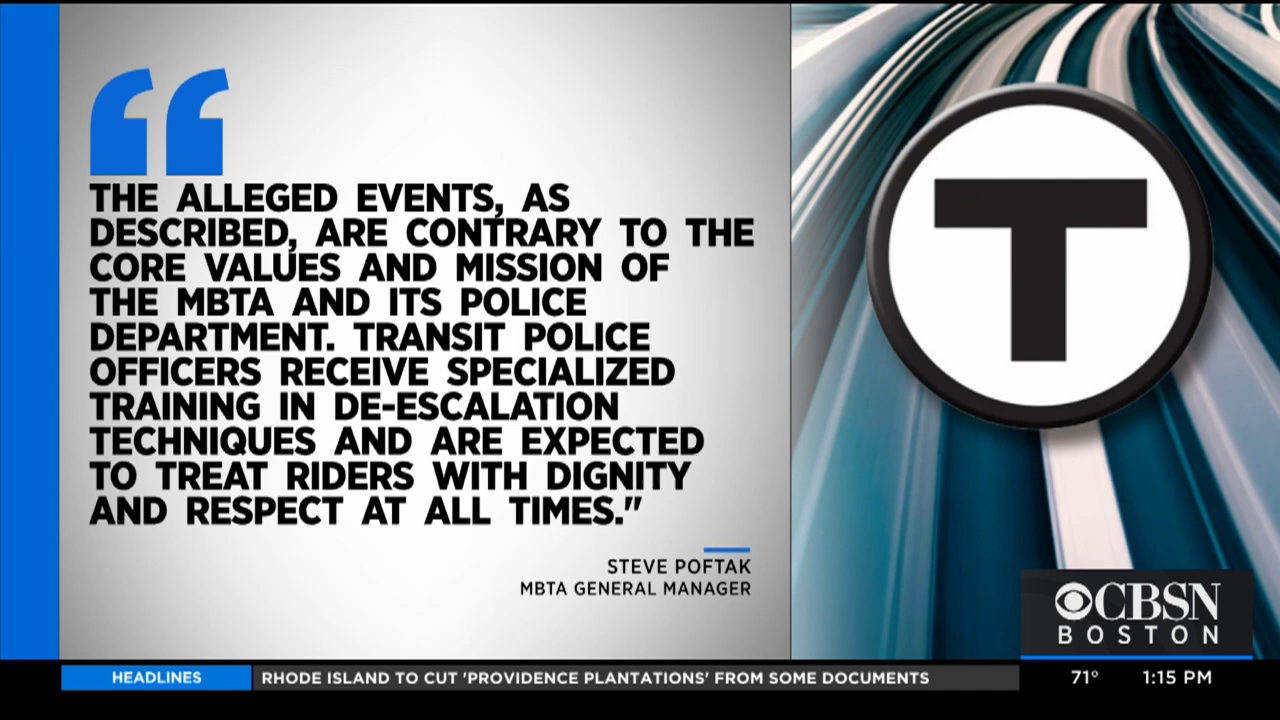 THE ALLEGED EVENTS, AS
DESCRIBED, ARE CONTRARY TO THE
CORE VALUES AND MISSION OF
THE MBTA AND ITS POLICE
DEPARTMENT. TRANSIT POLICE
OFFICERS RECEIVE SPECIALIZED
TRAINING IN DE-ESCALATION
TECHNIQUES AND ARE EXPECTED
TO TREAT RIDERS WITH DIGNITY
AND RESPECT AT ALL TIMES."
STEVE POFTAK
MBTA GENERAL MANAGER
T
CBSN
BOSTON
HEADLINES RHODE ISLAND TO CUT 'PROVIDENCE PLANTATIONS' FROM SOME DOCUMENTS 71° 1:15 PM